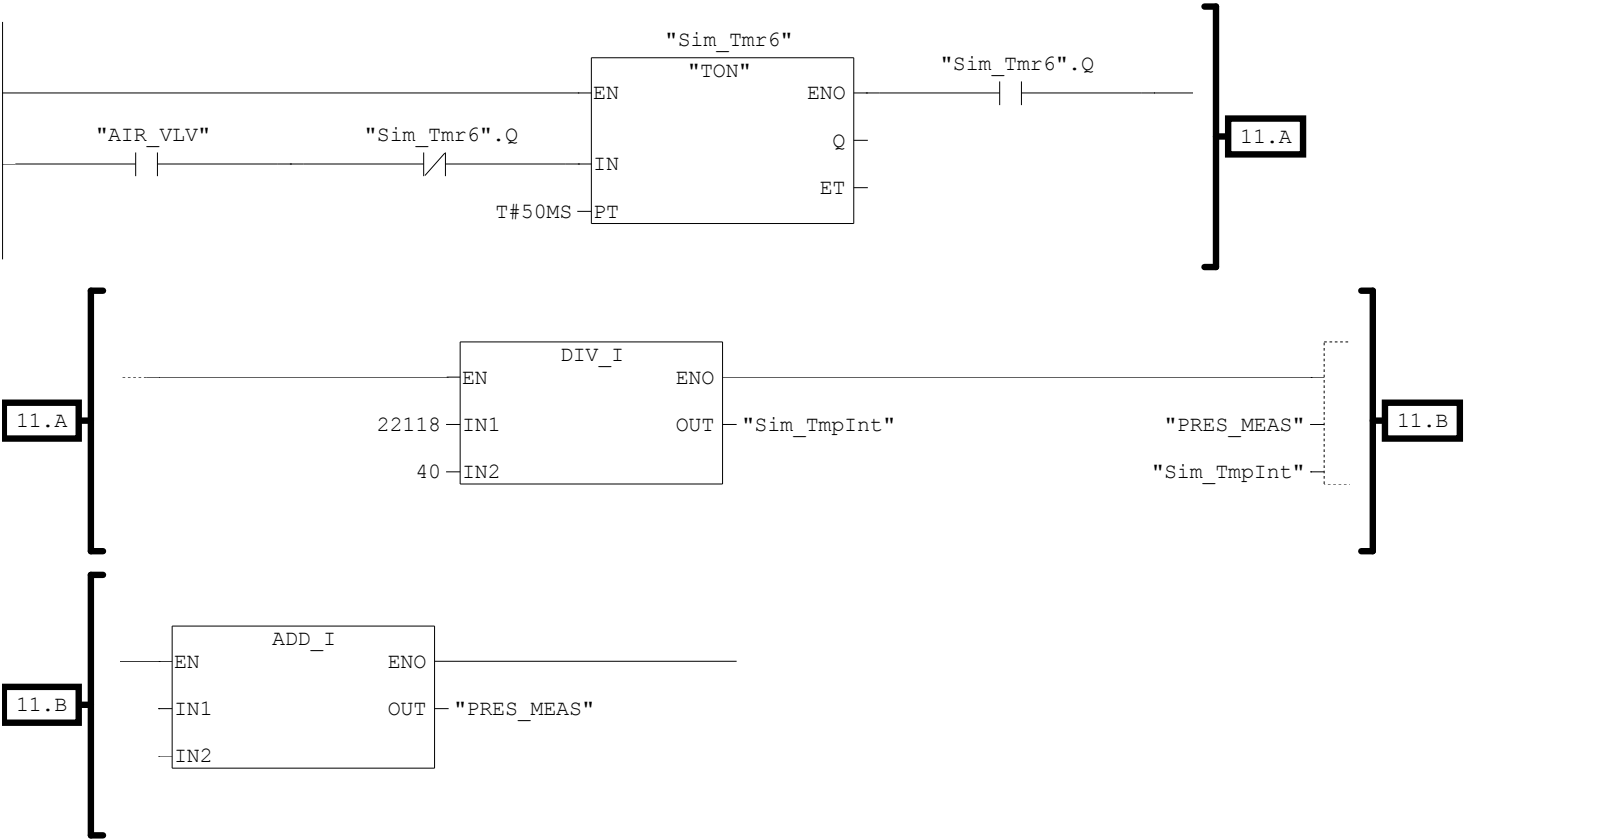 "Sim_Tmr6"
"TON"
"Sim_Tmr6".Q
EN
ENO
"AIR_VLV"
"Sim_Tmr6".Q
Q
IN
ET
T#50MS
PT
11.A
DIV_I
EN
ENO
22118
IN1
OUT
"Sim_TmpInt"
"PRES_MEAS"
40
IN2
"Sim_TmpInt"
11.A
11.B
ADD_I
EN
ENO
IN1
OUT
"PRES_MEAS"
IN2
11.B